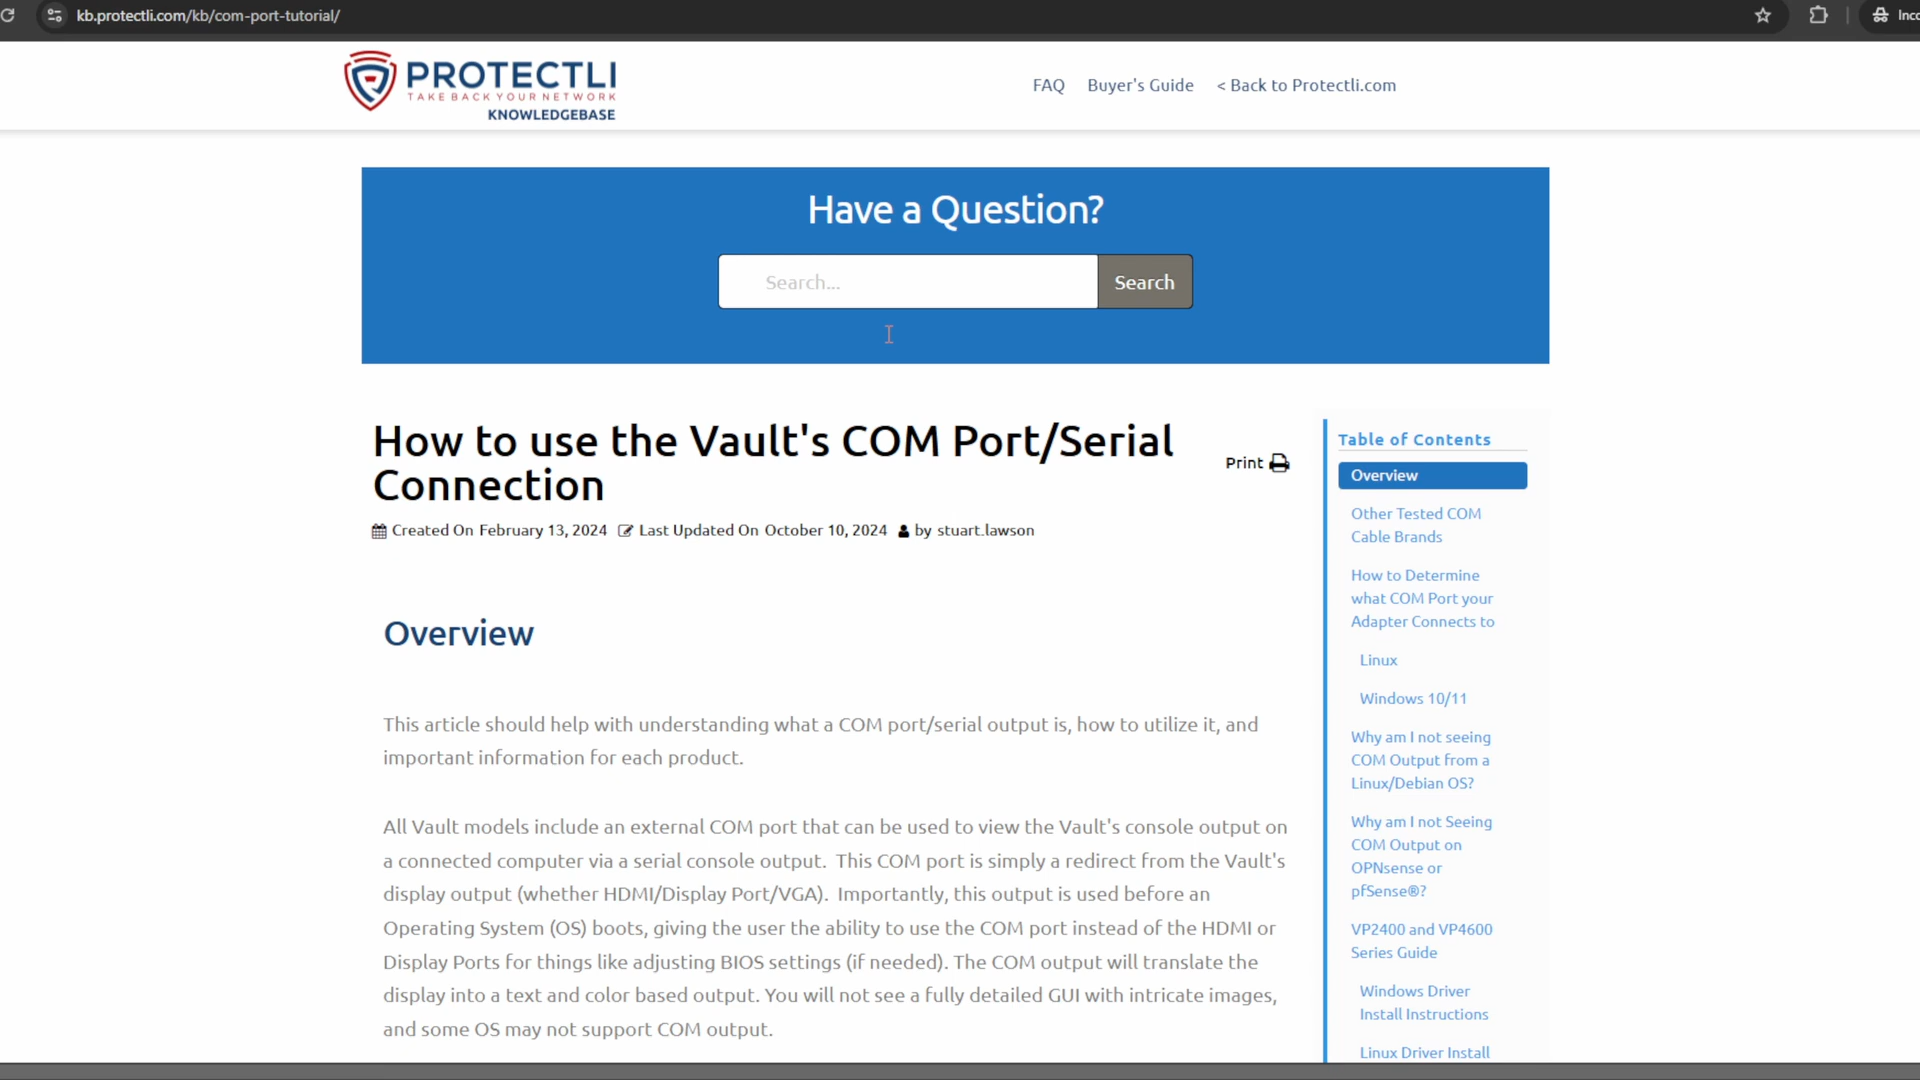 kb.protectli.com/kb/com-port-tutorial/
PROTECTLI
TAKE BACK YOUR NETWORK
KNOWLEDGEBASE
FAQ Buyer's Guide < Back to Protectli.com
Have a Question?
Search... Search
How to use the Vault's COM Port/Serial
Connection
Print
Created On February 13, 2024 Last Updated On October 10, 2024 by stuart.lawson
Overview
This article should help with understanding what a COM port/serial output is, how to utilize it, and
important information for each product.
All Vault models include an external COM port that can be used to view the Vault's console output on
a connected computer via a serial console output. This COM port is simply a redirect from the Vault's
display output (whether HDMI/Display Port/VGA). Importantly, this output is used before an
Operating System (OS) boots, giving the user the ability to use the COM port instead of the HDMI or
Display Ports for things like adjusting BIOS settings (if needed). The COM output will translate the
display into a text and color based output. You will not see a fully detailed GUI with intricate images,
and some OS may not support COM output.
Table of Contents
Overview
Other Tested COM
Cable Brands
How to Determine
what COM Port your
Adapter Connects to
Linux
Windows 10/11
Why am I not seeing
COM Output from a
Linux/Debian OS?
Why am I not Seeing
COM Output on
OPNsense or
pfSense®?
VP2400 and VP4600
Series Guide
Windows Driver
Install Instructions
Linux Driver Install